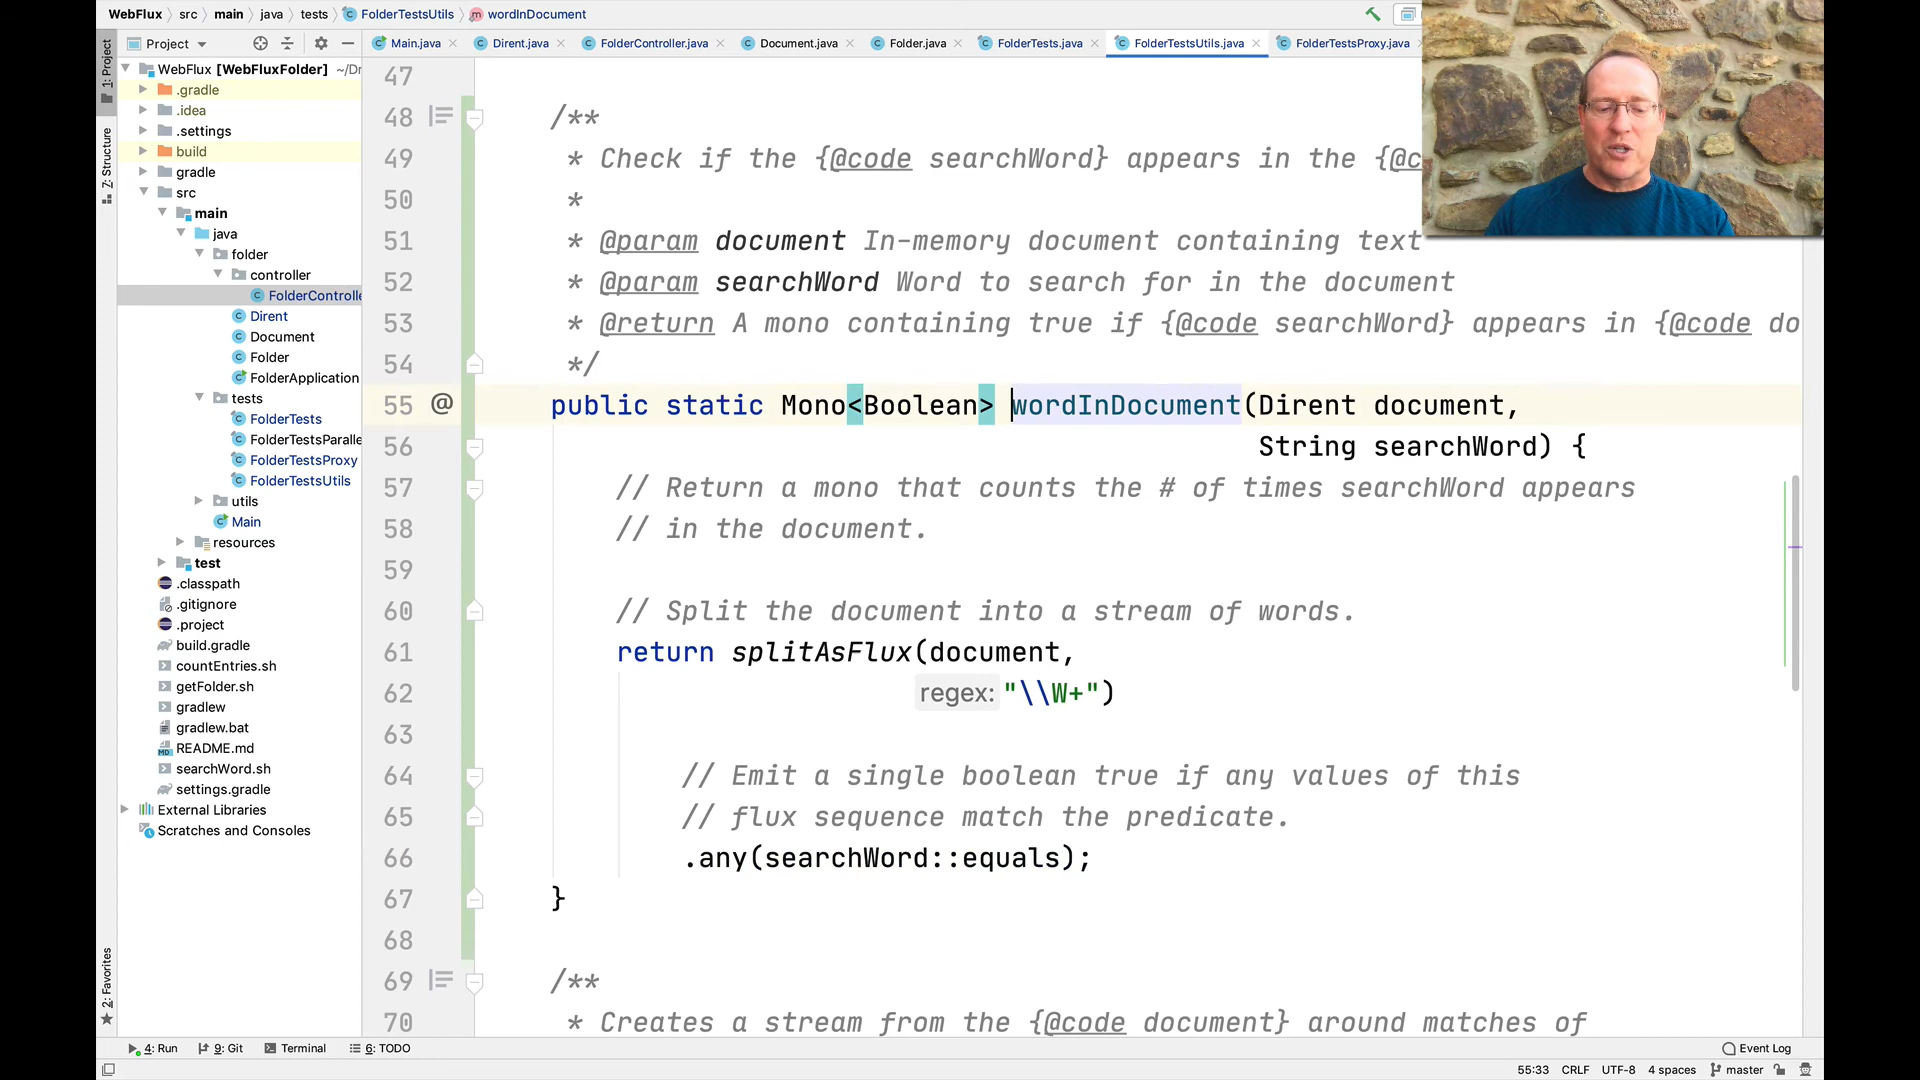 WebFlux src main java tests FolderTestsUtils wordInDocument
Project
Main.java Dirent.java FolderController.java Document.java Folder.java FolderTests.java FolderTestsUtils.java FolderTestsProxy.java
1: Project
Z: Structure
2: Favorites
WebFlux [WebFluxFolder] ~/Dr
.gradle
.idea
.settings
build
gradle
src
main
java
folder
controller
FolderControlle
Dirent
Document
Folder
FolderApplication
tests
FolderTests
FolderTestsParalle
FolderTestsProxy
FolderTestsUtils
utils
Main
resources
test
.classpath
.gitignore
.project
build.gradle
countEntries.sh
getFolder.sh
gradlew
gradlew.bat
README.md
searchWord.sh
settings.gradle
External Libraries
Scratches and Consoles
47
48 /**
49 * Check if the {@code searchWord} appears in the {@c
50 *
51 * @param document In-memory document containing text
52 * @param searchWord Word to search for in the document
53 * @return A mono containing true if {@code searchWord} appears in {@code do
54 */
55 @ public static Mono<Boolean> wordInDocument(Dirent document,
56 String searchWord) {
57 // Return a mono that counts the # of times searchWord appears
58 // in the document.
59
60 // Split the document into a stream of words.
61 return splitAsFlux(document,
62 regex: "\\W+")
63
64 // Emit a single boolean true if any values of this
65 // flux sequence match the predicate.
66 .any(searchWord::equals);
67 }
68
69 /**
70 * Creates a stream from the {@code document} around matches of
4: Run 9: Git Terminal 6: TODO Event Log
55:33 CRLF UTF-8 4 spaces master